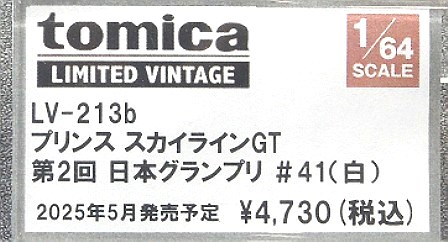 tomica
LIMITED VINTAGE
1/64
SCALE
LV-213b
プリンス スカイラインGT
第2回 日本グランプリ #41(白)
2025年5月発売予定 ¥4,730(税込)